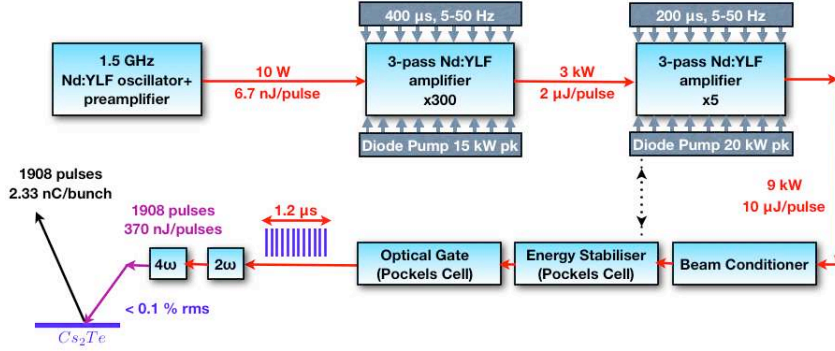 400 µs, 5-50 Hz
200 µs, 5-50 Hz
1.5 GHz
Nd:YLF oscillator+
preamplifier
10 W
6.7 nJ/pulse
3-pass Nd:YLF
amplifier
x300
3 kW
2 µJ/pulse
3-pass Nd:YLF
amplifier
x5
Diode Pump 15 kW pk
Diode Pump 20 kW pk
1908 pulses
2.33 nC/bunch
9 kW
10 µJ/pulse
1908 pulses
370 nJ/pulses
1.2 µs
4ω
2ω
Optical Gate
(Pockels Cell)
Energy Stabiliser
(Pockels Cell)
Beam Conditioner
< 0.1 % rms
Cs₂Te